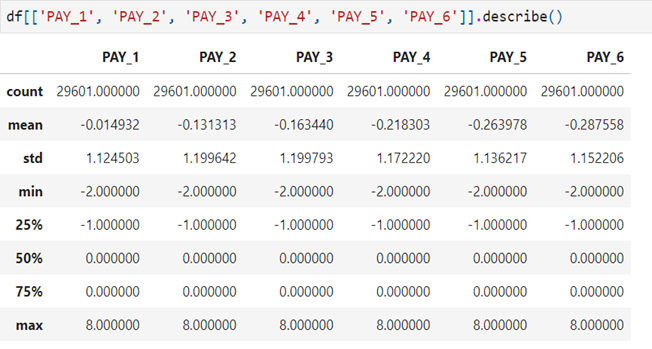 df[['PAY_1', 'PAY_2', 'PAY_3', 'PAY_4', 'PAY_5', 'PAY_6']].describe()
PAY_1 PAY_2 PAY_3 PAY_4 PAY_5 PAY_6
count 29601.000000 29601.000000 29601.000000 29601.000000 29601.000000 29601.000000
mean -0.014932 -0.131313 -0.163440 -0.218303 -0.263978 -0.287558
std 1.124503 1.199642 1.199793 1.172220 1.136217 1.152206
min -2.000000 -2.000000 -2.000000 -2.000000 -2.000000 -2.000000
25% -1.000000 -1.000000 -1.000000 -1.000000 -1.000000 -1.000000
50% 0.000000 0.000000 0.000000 0.000000 0.000000 0.000000
75% 0.000000 0.000000 0.000000 0.000000 0.000000 0.000000
max 8.000000 8.000000 8.000000 8.000000 8.000000 8.000000